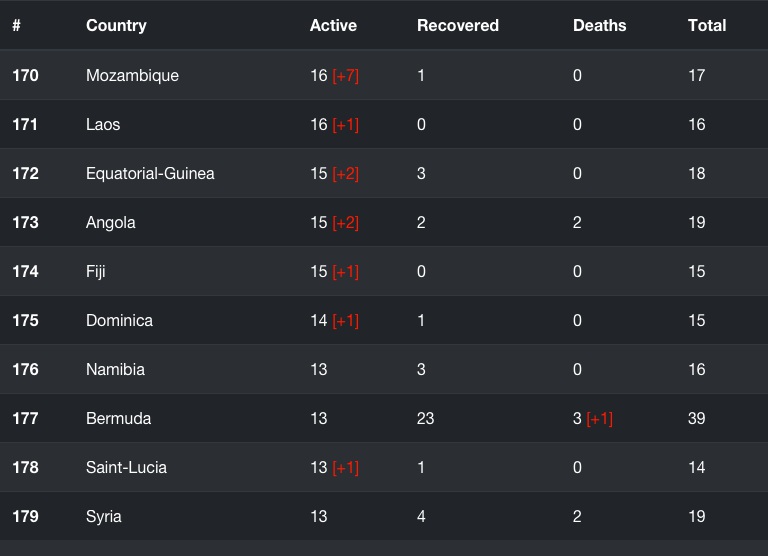 # Country Active Recovered Deaths Total
170 Mozambique 16 [+7] 1 0 17
171 Laos 16 [+1] 0 0 16
172 Equatorial-Guinea 15 [+2] 3 0 18
173 Angola 15 [+2] 2 2 19
174 Fiji 15 [+1] 0 0 15
175 Dominica 14 [+1] 1 0 15
176 Namibia 13 3 0 16
177 Bermuda 13 23 3 [+1] 39
178 Saint-Lucia 13 [+1] 1 0 14
179 Syria 13 4 2 19